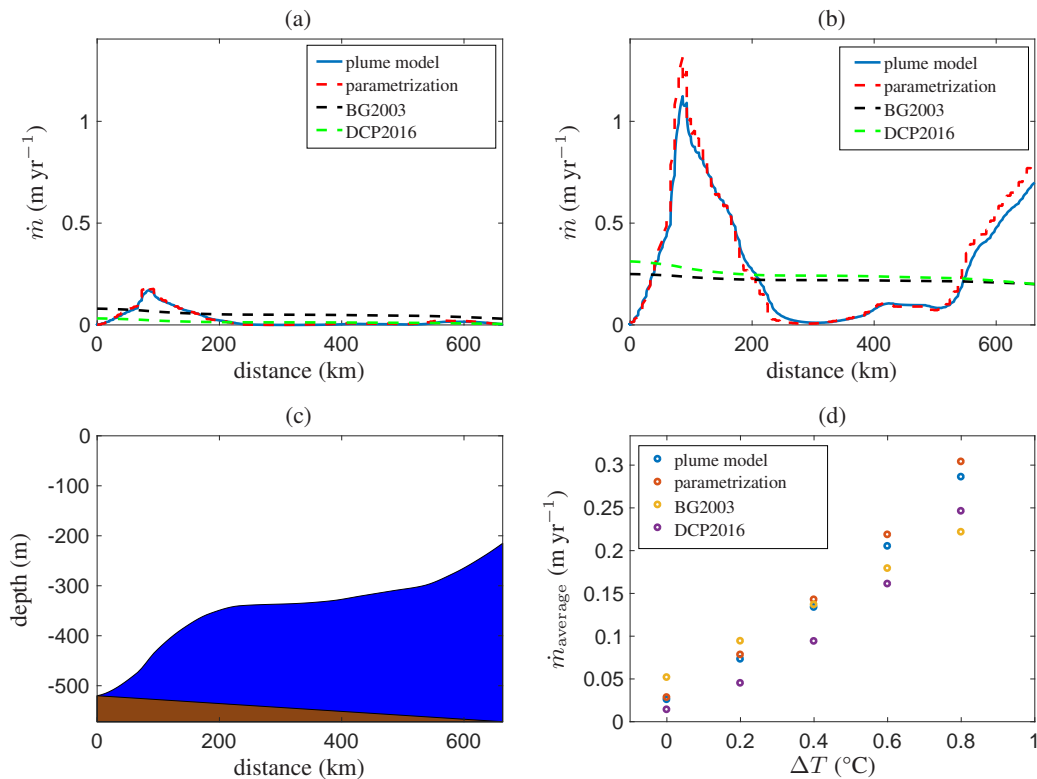 (a)
plume model
parametrization
BG2003
DCP2016
1
0.5
0
ṁ (m yr⁻¹)
0
200
400
600
distance (km)
(b)
plume model
parametrization
BG2003
DCP2016
1
0.5
0
ṁ (m yr⁻¹)
0
200
400
600
distance (km)
(c)
0
-100
-200
-300
-400
-500
depth (m)
0
200
400
600
distance (km)
(d)
plume model
parametrization
BG2003
DCP2016
0.3
0.25
0.2
0.15
0.1
0.05
0
ṁaverage (m yr⁻¹)
0
0.2
0.4
0.6
0.8
1
ΔT (°C)